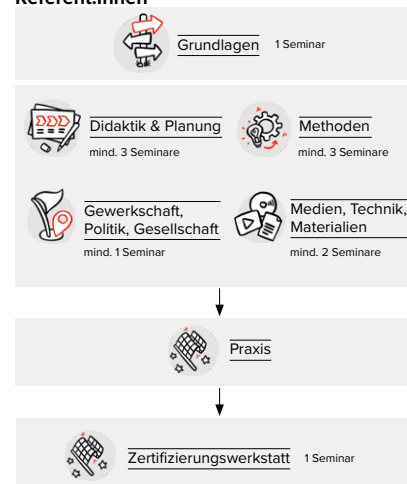 Referent:innen
Grundlagen 1 Seminar
Didaktik & Planung
mind. 3 Seminare
Methoden
mind. 3 Seminare
Gewerkschaft,
Politik, Gesellschaft
mind. 1 Seminar
Medien, Technik,
Materialien
mind. 2 Seminare
Praxis
Zertifizierungswerkstatt 1 Seminar